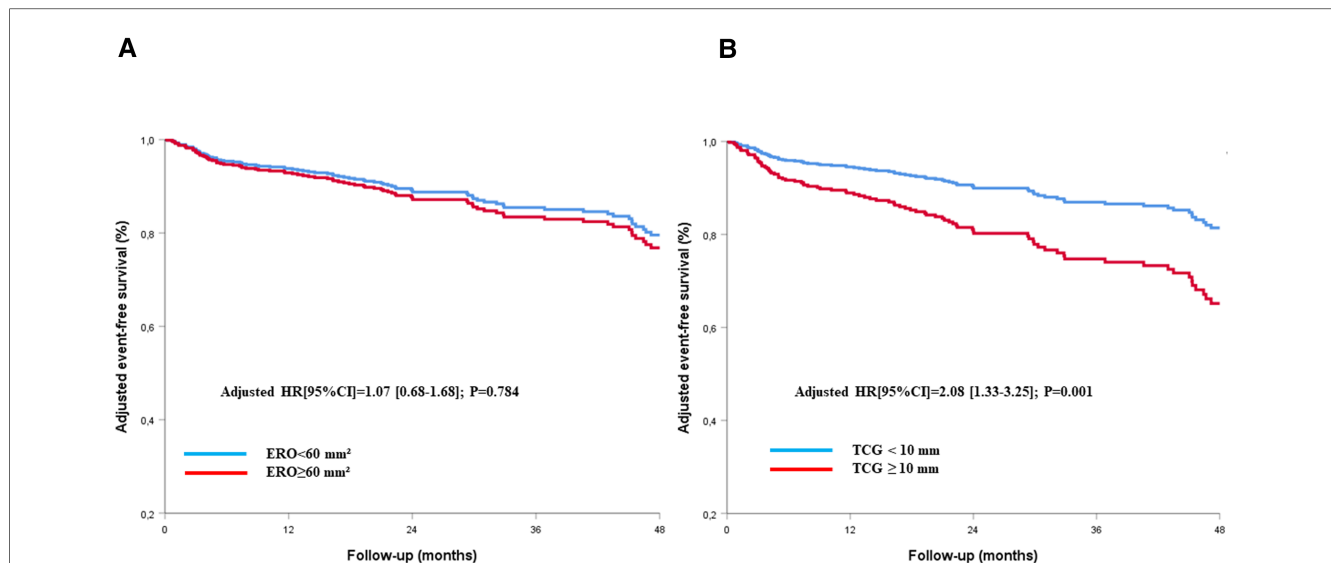 A
Adjusted event-free survival (%)
1,0
0,8
0,6
0,4
0,2
Adjusted HR[95%CI]=1.07 [0.68-1.68]; P=0.784
ERO<60 mm²
ERO≥60 mm²
0 12 24 36 48
Follow-up (months)
B
Adjusted event-free survival (%)
1,0
0,8
0,6
0,4
0,2
Adjusted HR[95%CI]=2.08 [1.33-3.25]; P=0.001
TCG < 10 mm
TCG ≥ 10 mm
0 12 24 36 48
Follow-up (months)